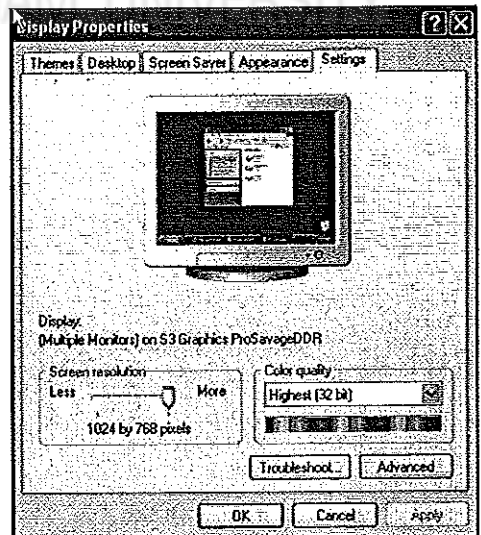 Display Properties
Themes Desktop Screen Saver Appearance Settings
Display:
(Multiple Monitors) on S3 Graphics ProSavageDDR
Screen resolution
Less More
1024 by 768 pixels
Color quality
Highest (32 bit)
Troubleshoot... Advanced
OK Cancel Apply